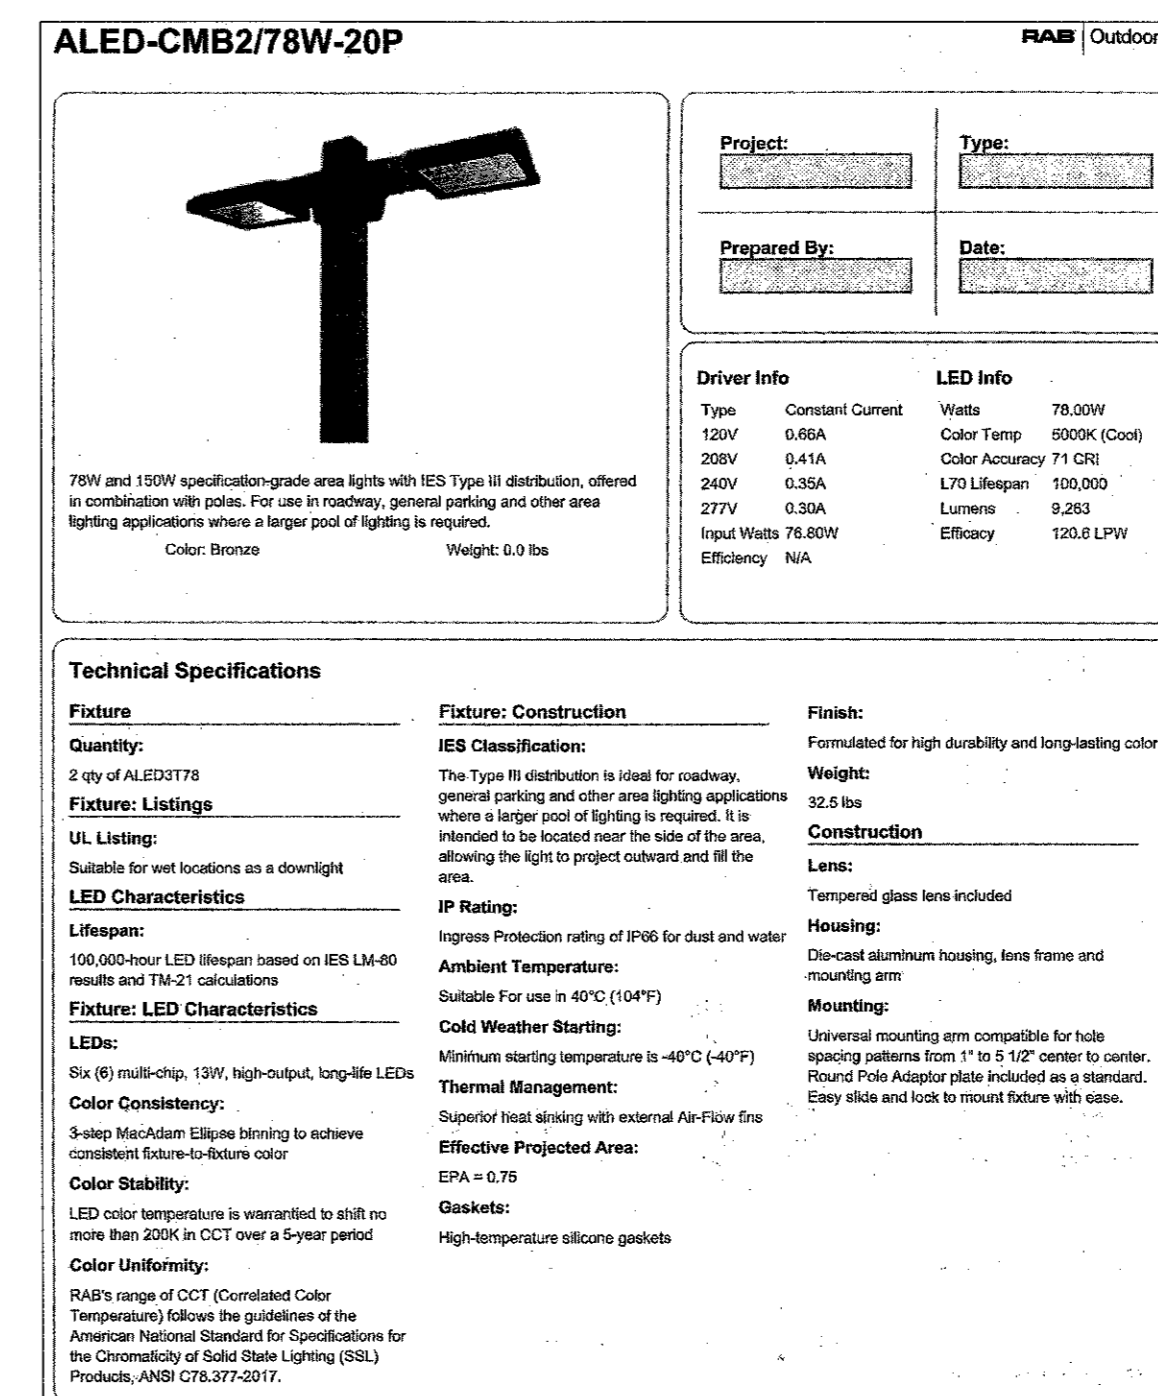 ALED-CMB2/78W-20P
RAB Outdoor
Project:
Type:
Prepared By:
Date:
78W and 150W specification-grade area lights with IES Type III distribution, offered
in combination with poles. For use in roadway, general parking and other area
lighting applications where a larger pool of lighting is required.
Color: Bronze
Weight: 0.0 lbs
Driver Info
Type Constant Current
120V 0.66A
208V 0.41A
240V 0.35A
277V 0.30A
Input Watts 76.80W
Efficiency N/A
LED Info
Watts 78.00W
Color Temp 5000K (Cool)
Color Accuracy 71 CRI
L70 Lifespan 100,000
Lumens 9,263
Efficacy 120.6 LPW
Technical Specifications
Fixture
Quantity:
2 qty of ALED3T78
Fixture: Listings
UL Listing:
Suitable for wet locations as a downlight
LED Characteristics
Lifespan:
100,000-hour LED lifespan based on IES LM-80
results and TM-21 calculations
Fixture: LED Characteristics
LEDs:
Six (6) multi-chip, 13W, high-output, long-life LEDs
Color Consistency:
3-step MacAdam Ellipse binning to achieve
consistent fixture-to-fixture color
Color Stability:
LED color temperature is warrantied to shift no
more than 200K in CCT over a 5-year period
Color Uniformity:
RAB's range of CCT (Correlated Color
Temperature) follows the guidelines of the
American National Standard for Specifications for
the Chromaticity of Solid State Lighting (SSL)
Products, ANSI C78.377-2017.
Fixture: Construction
IES Classification:
The Type III distribution is ideal for roadway,
general parking and other area lighting applications
where a larger pool of lighting is required. It is
intended to be located near the side of the area,
allowing the light to project outward and fill the
area.
IP Rating:
Ingress Protection rating of IP66 for dust and water
Ambient Temperature:
Suitable For use in 40°C (104°F)
Cold Weather Starting:
Minimum starting temperature is -40°C (-40°F)
Thermal Management:
Superior heat sinking with external Air-Flow fins
Effective Projected Area:
EPA = 0.75
Gaskets:
High-temperature silicone gaskets
Finish:
Formulated for high durability and long-lasting color
Weight:
32.5 lbs
Construction
Lens:
Tempered glass lens included
Housing:
Die-cast aluminum housing, lens frame and
mounting arm
Mounting:
Universal mounting arm compatible for hole
spacing patterns from 1" to 5 1/2" center to center.
Round Pole Adaptor plate included as a standard.
Easy slide and lock to mount fixture with ease.